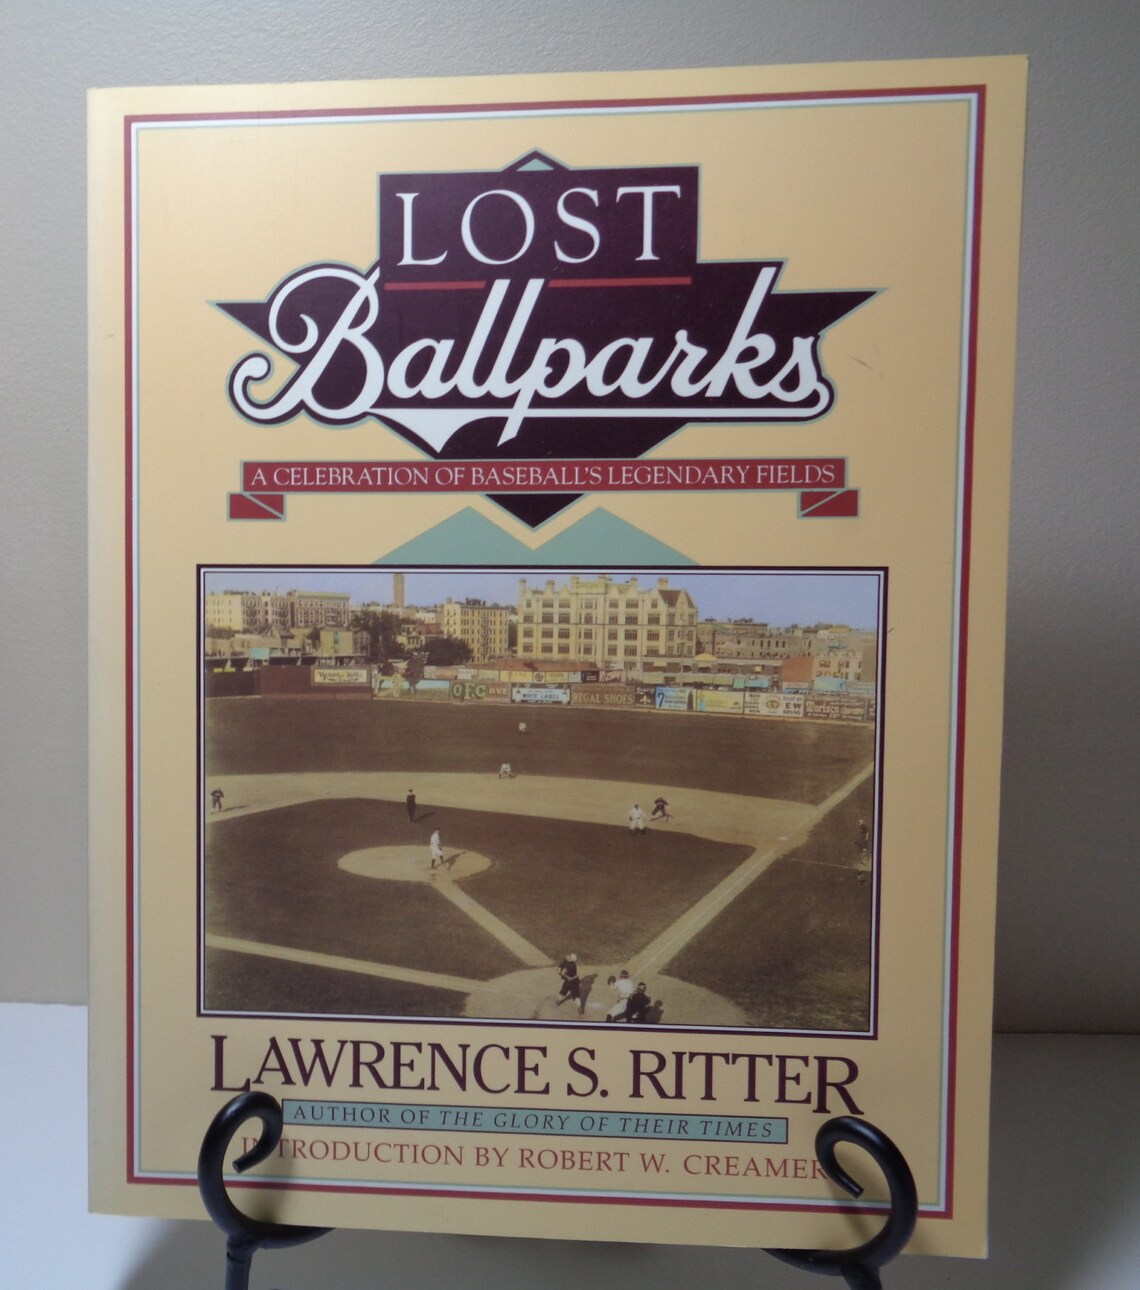 LOST
Ballparks
A CELEBRATION OF BASEBALL'S LEGENDARY FIELDS
REGAL SHOES
LAWRENCE S. RITTER
AUTHOR OF THE GLORY OF THEIR TIMES
INTRODUCTION BY ROBERT W. CREAMER